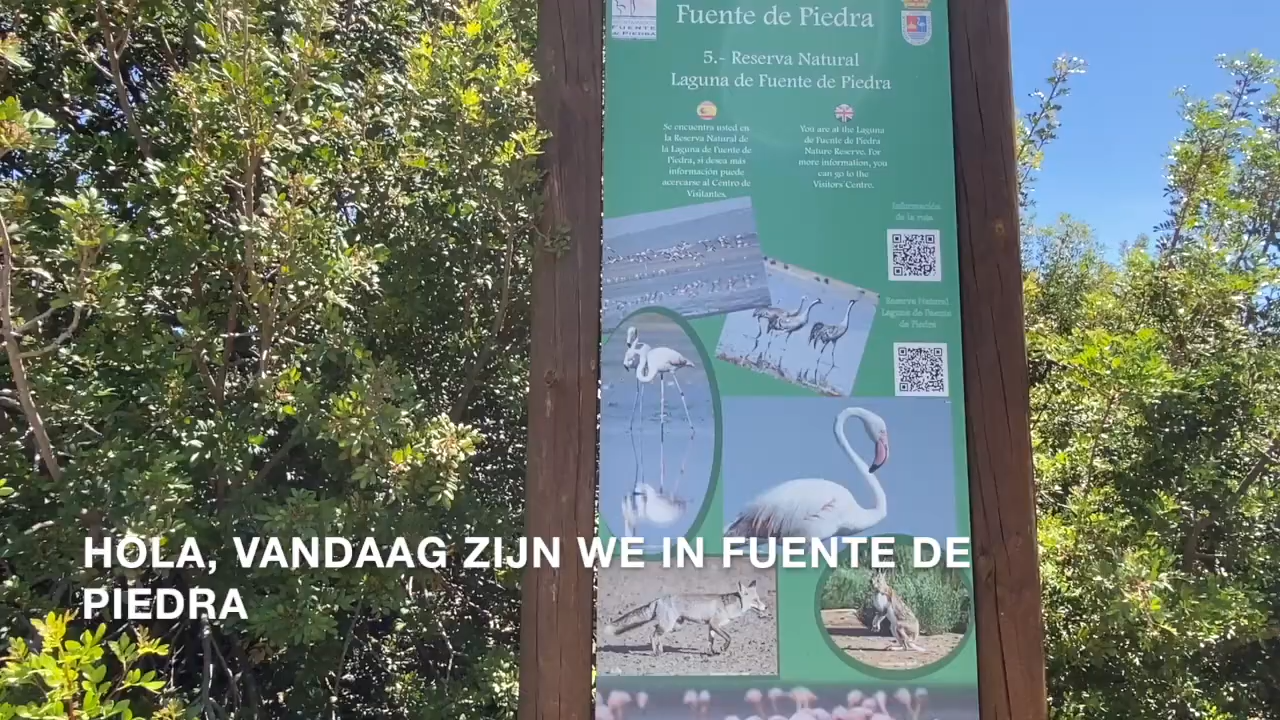 FUENTE
DE PIEDRA
Fuente de Piedra
5.- Reserva Natural
Laguna de Fuente de Piedra
Se encuentra usted en
la Reserva Natural de
la Laguna de Fuente de
Piedra, si desea más
información puede
acercarse al Centro de
Visitantes.
You are at the Laguna
de Fuente de Piedra
Nature Reserve. For
more information, you
can go to the
Visitors Centre.
Información
de la ruta
Reserva Natural
Laguna de Fuente
de Piedra
HOLA, VANDAAG ZIJN WE IN FUENTE DE
PIEDRA